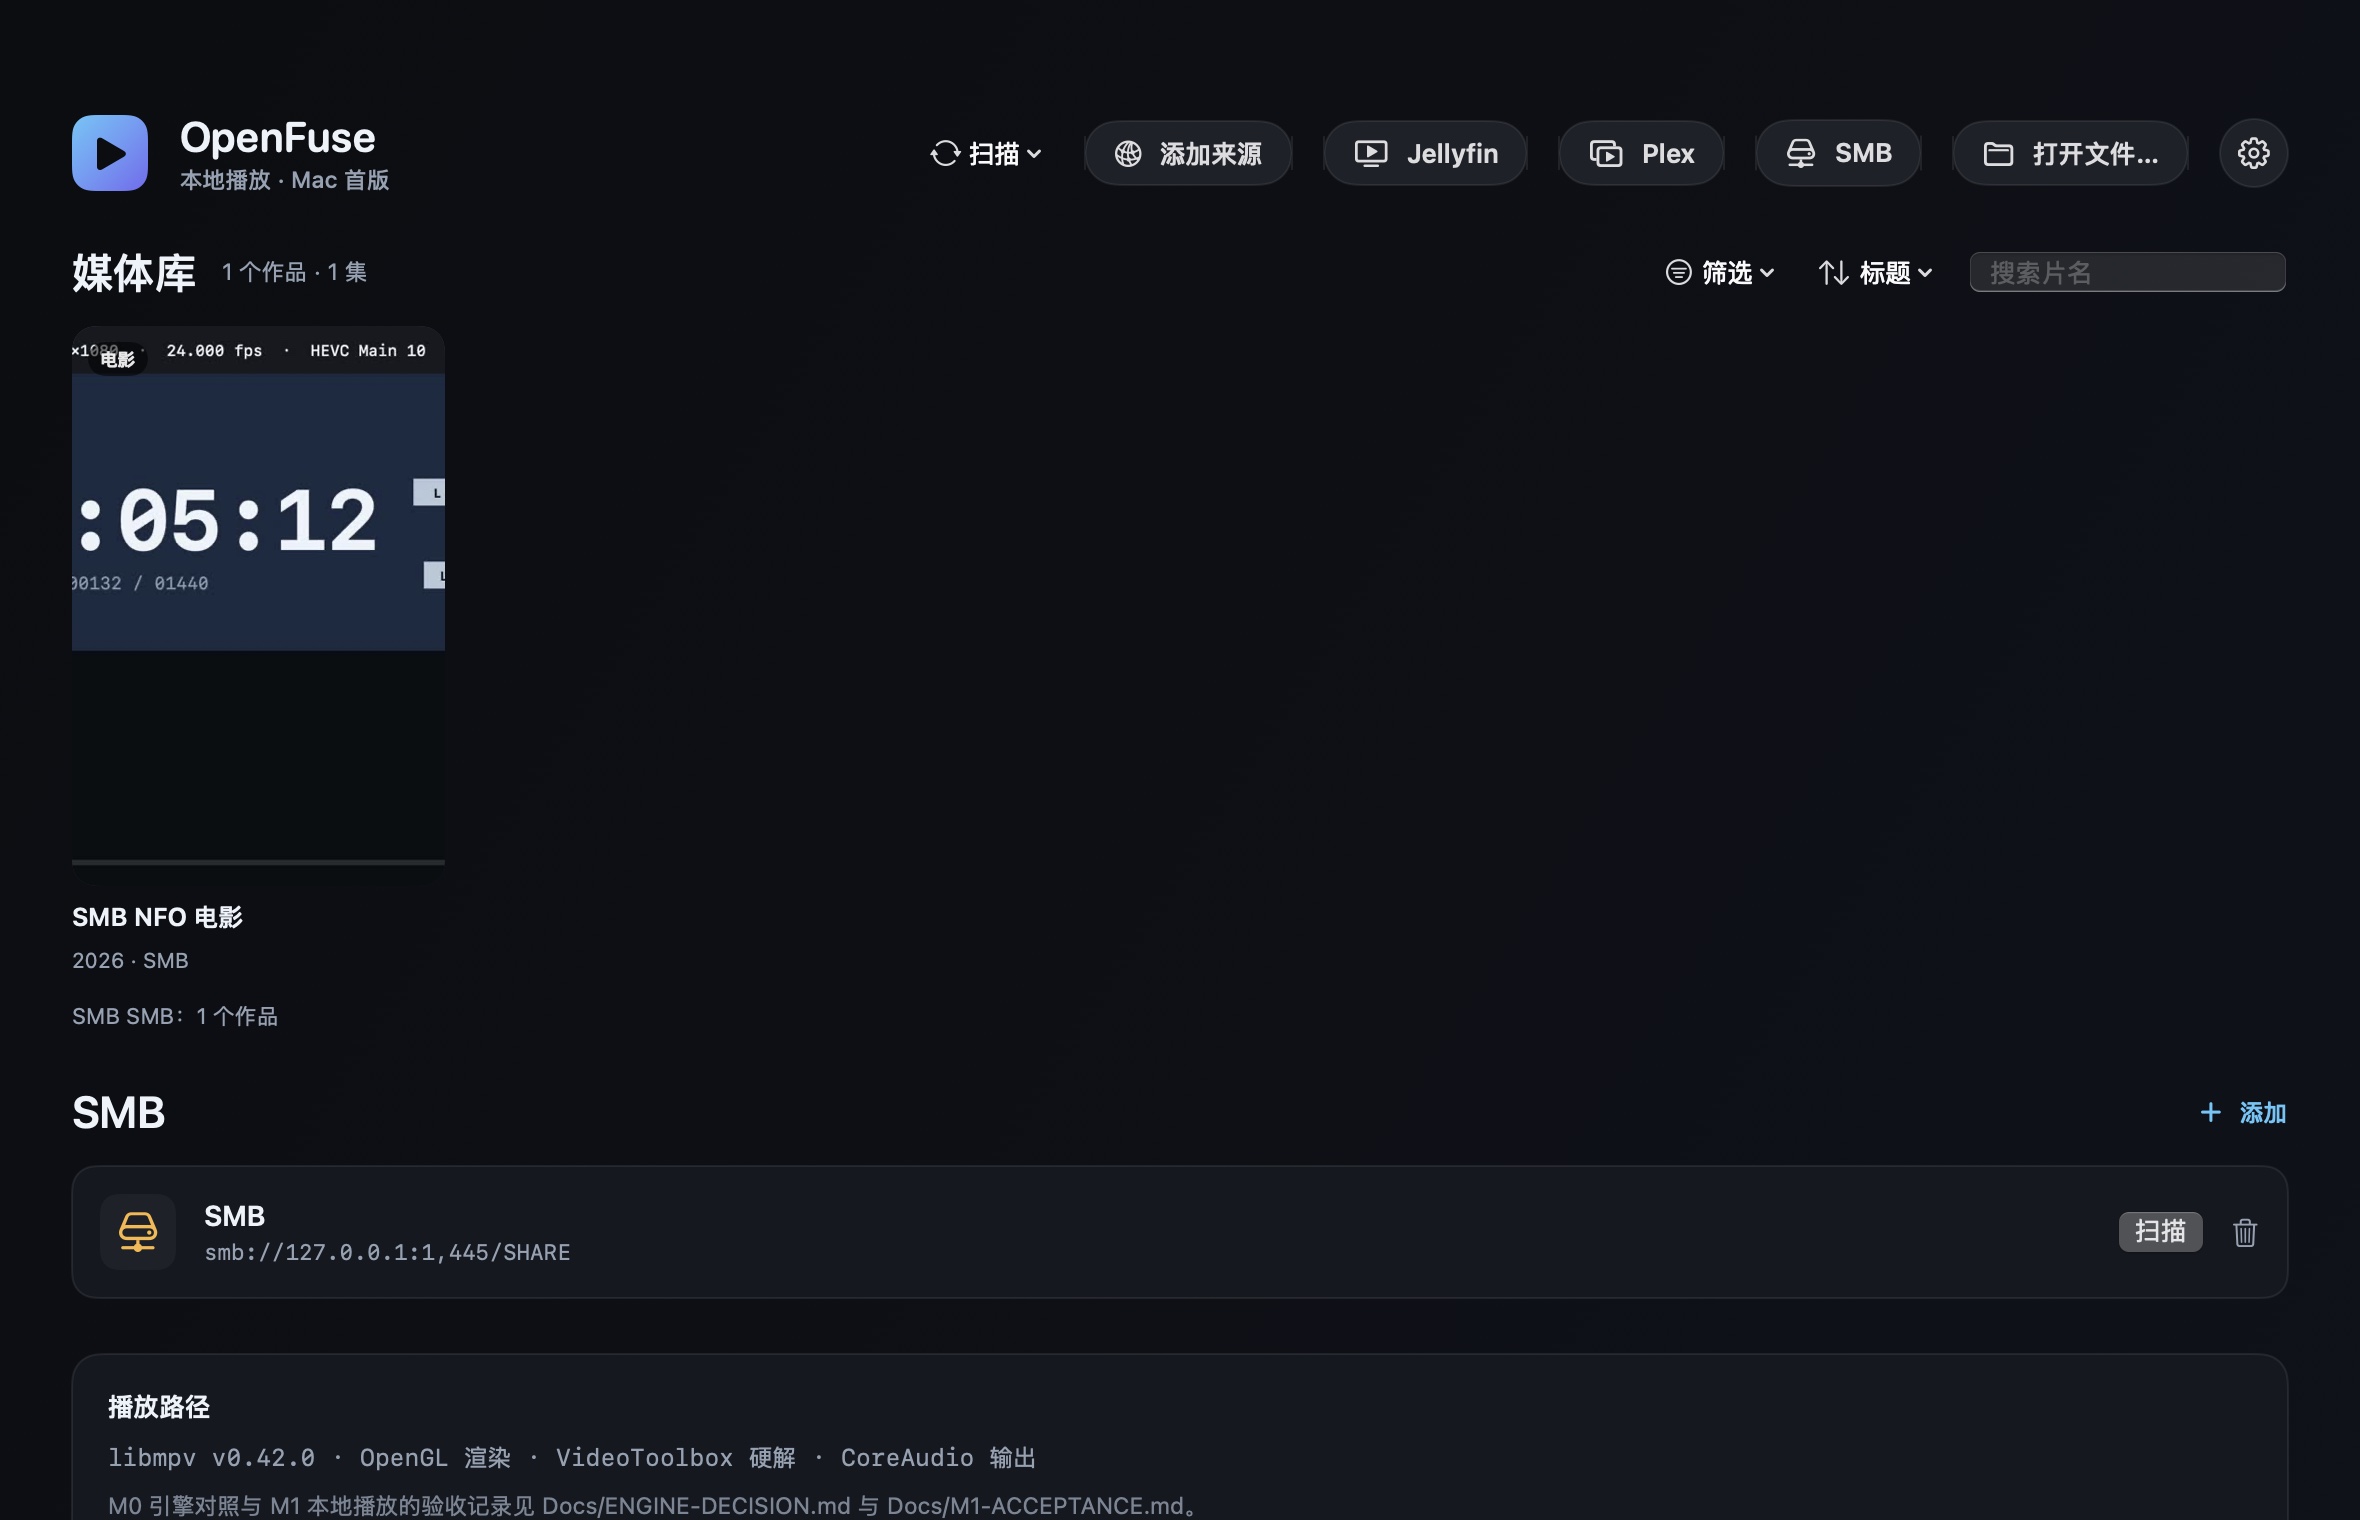 OpenFuse
本地播放 · Mac 首版
扫描
添加来源
Jellyfin
Plex
SMB
打开文件...
媒体库
1 个作品 · 1 集
筛选
标题
搜索片名
×1080 · 24.000 fps · HEVC Main 10
电影
:05:12
L
L
00132 / 01440
SMB NFO 电影
2026 · SMB
SMB SMB：1 个作品
SMB
+ 添加
SMB
smb://127.0.0.1:1,445/SHARE
扫描
播放路径
libmpv v0.42.0 · OpenGL 渲染 · VideoToolbox 硬解 · CoreAudio 输出
M0 引擎对照与 M1 本地播放的验收记录见 Docs/ENGINE-DECISION.md 与 Docs/M1-ACCEPTANCE.md。